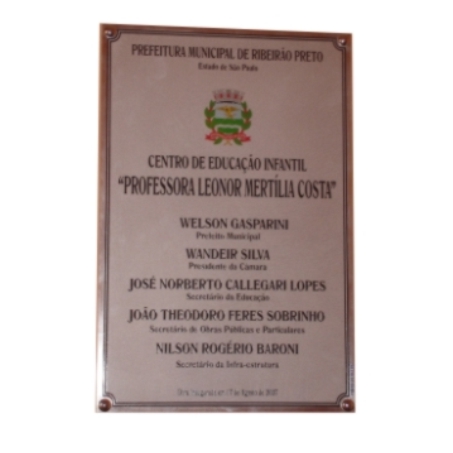 PREFEITURA MUNICIPAL DE RIBEIRÃO PRETO
Estado de São Paulo
CENTRO DE EDUCAÇÃO INFANTIL
"PROFESSORA LEONOR MERTÍLIA COSTA"
WELSON GASPARINI
Prefeito Municipal
WANDEIR SILVA
Presidente da Câmara
JOSÉ NORBERTO CALLEGARI LOPES
Secretário da Educação
JOÃO THEODORO FERES SOBRINHO
Secretário de Obras Públicas e Particulares
NILSON ROGÉRIO BARONI
Secretário da Infra-estrutura